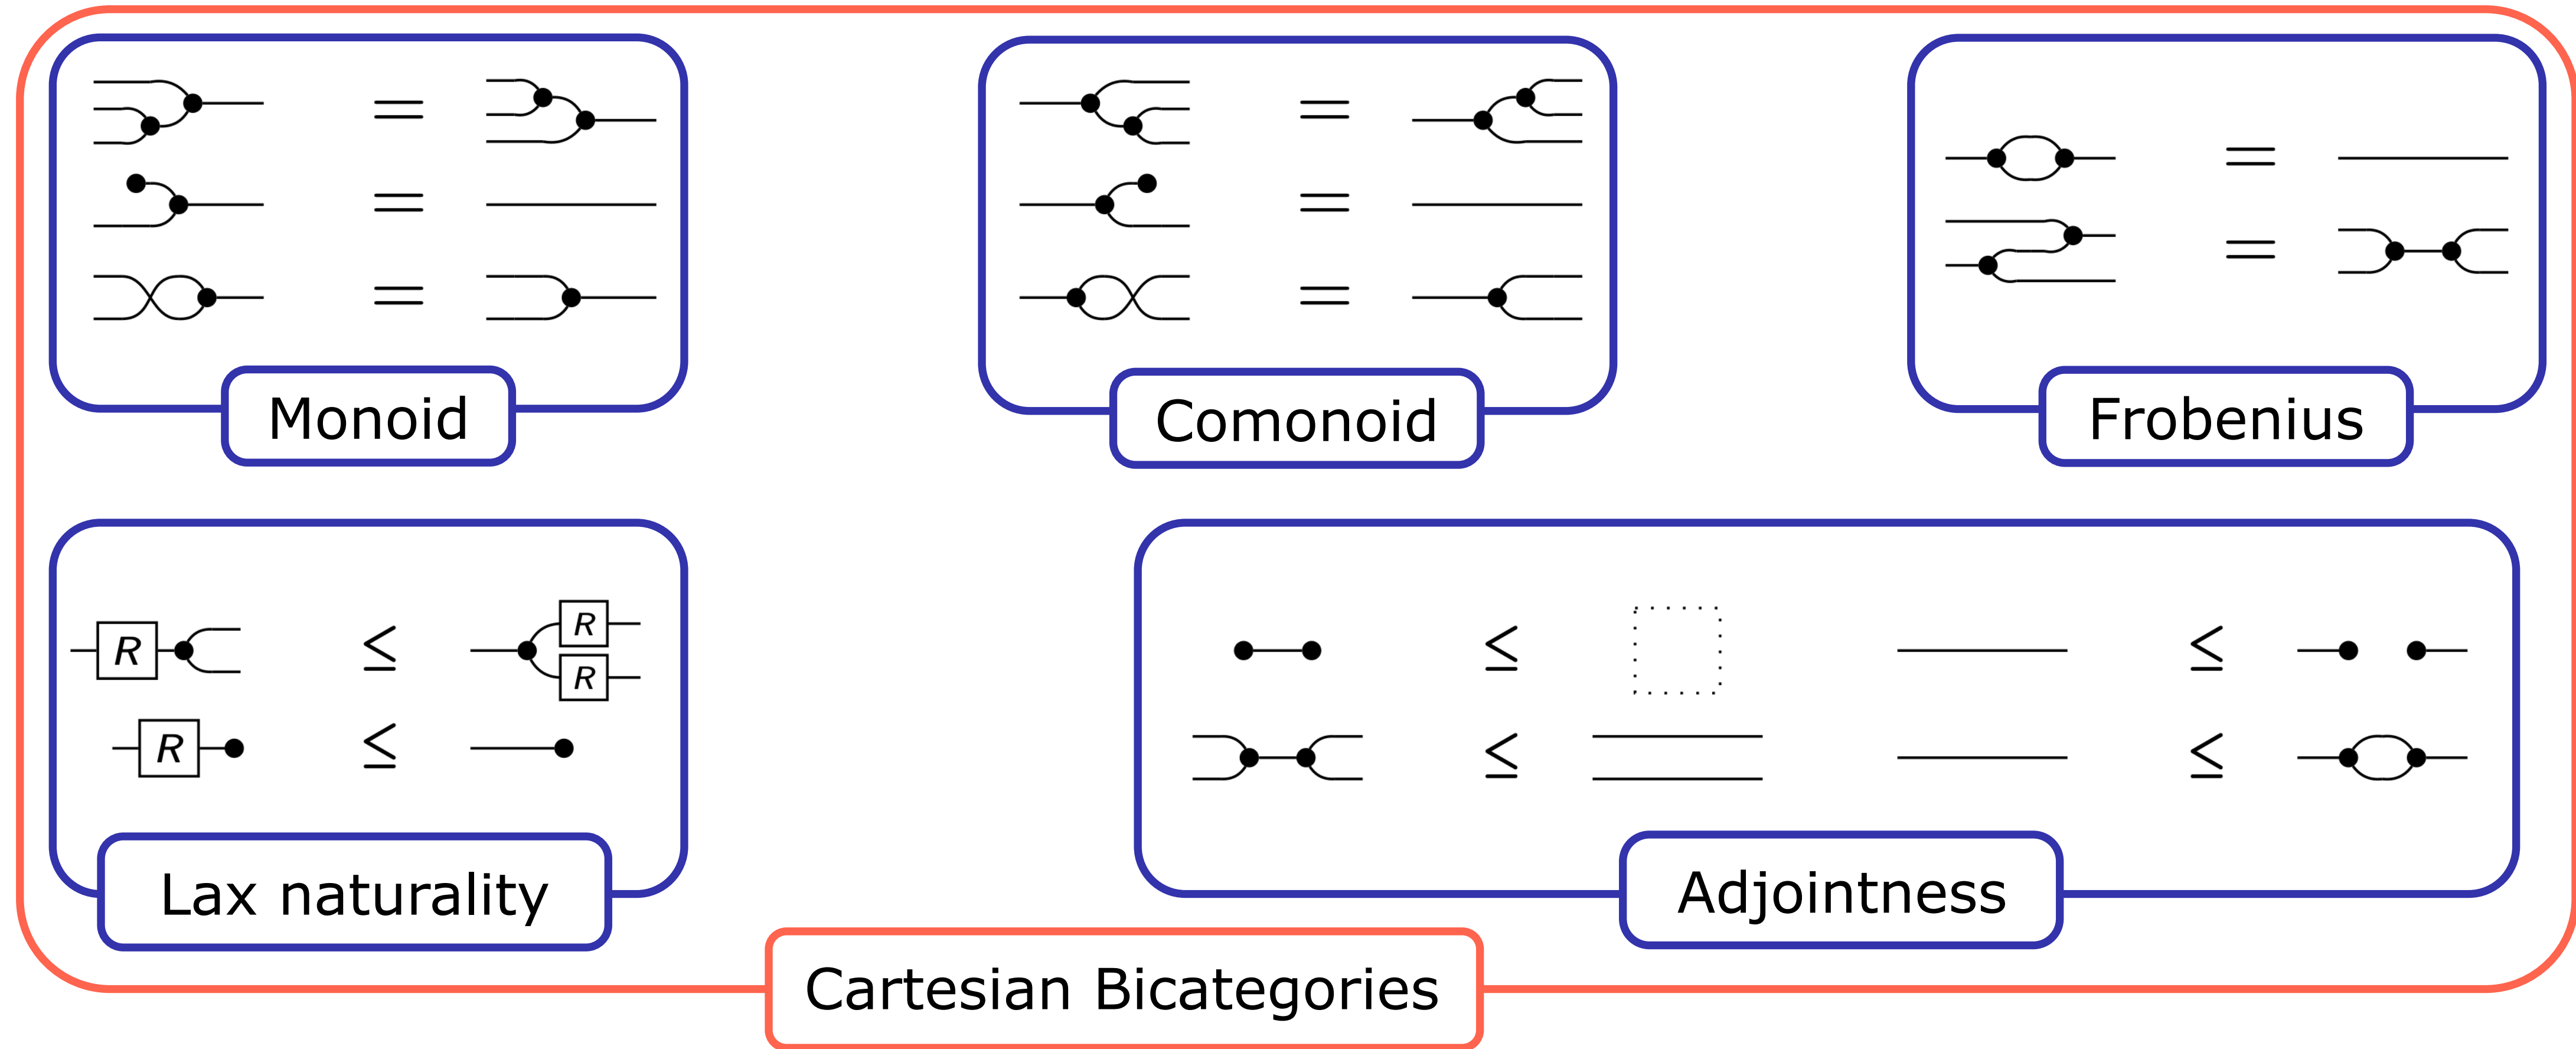 =
=
=
Monoid
=
=
=
Comonoid
=
=
Frobenius
R ≤ R
R
R ≤
Lax naturality
≤ ≤
≤ ≤
Adjointness
Cartesian Bicategories